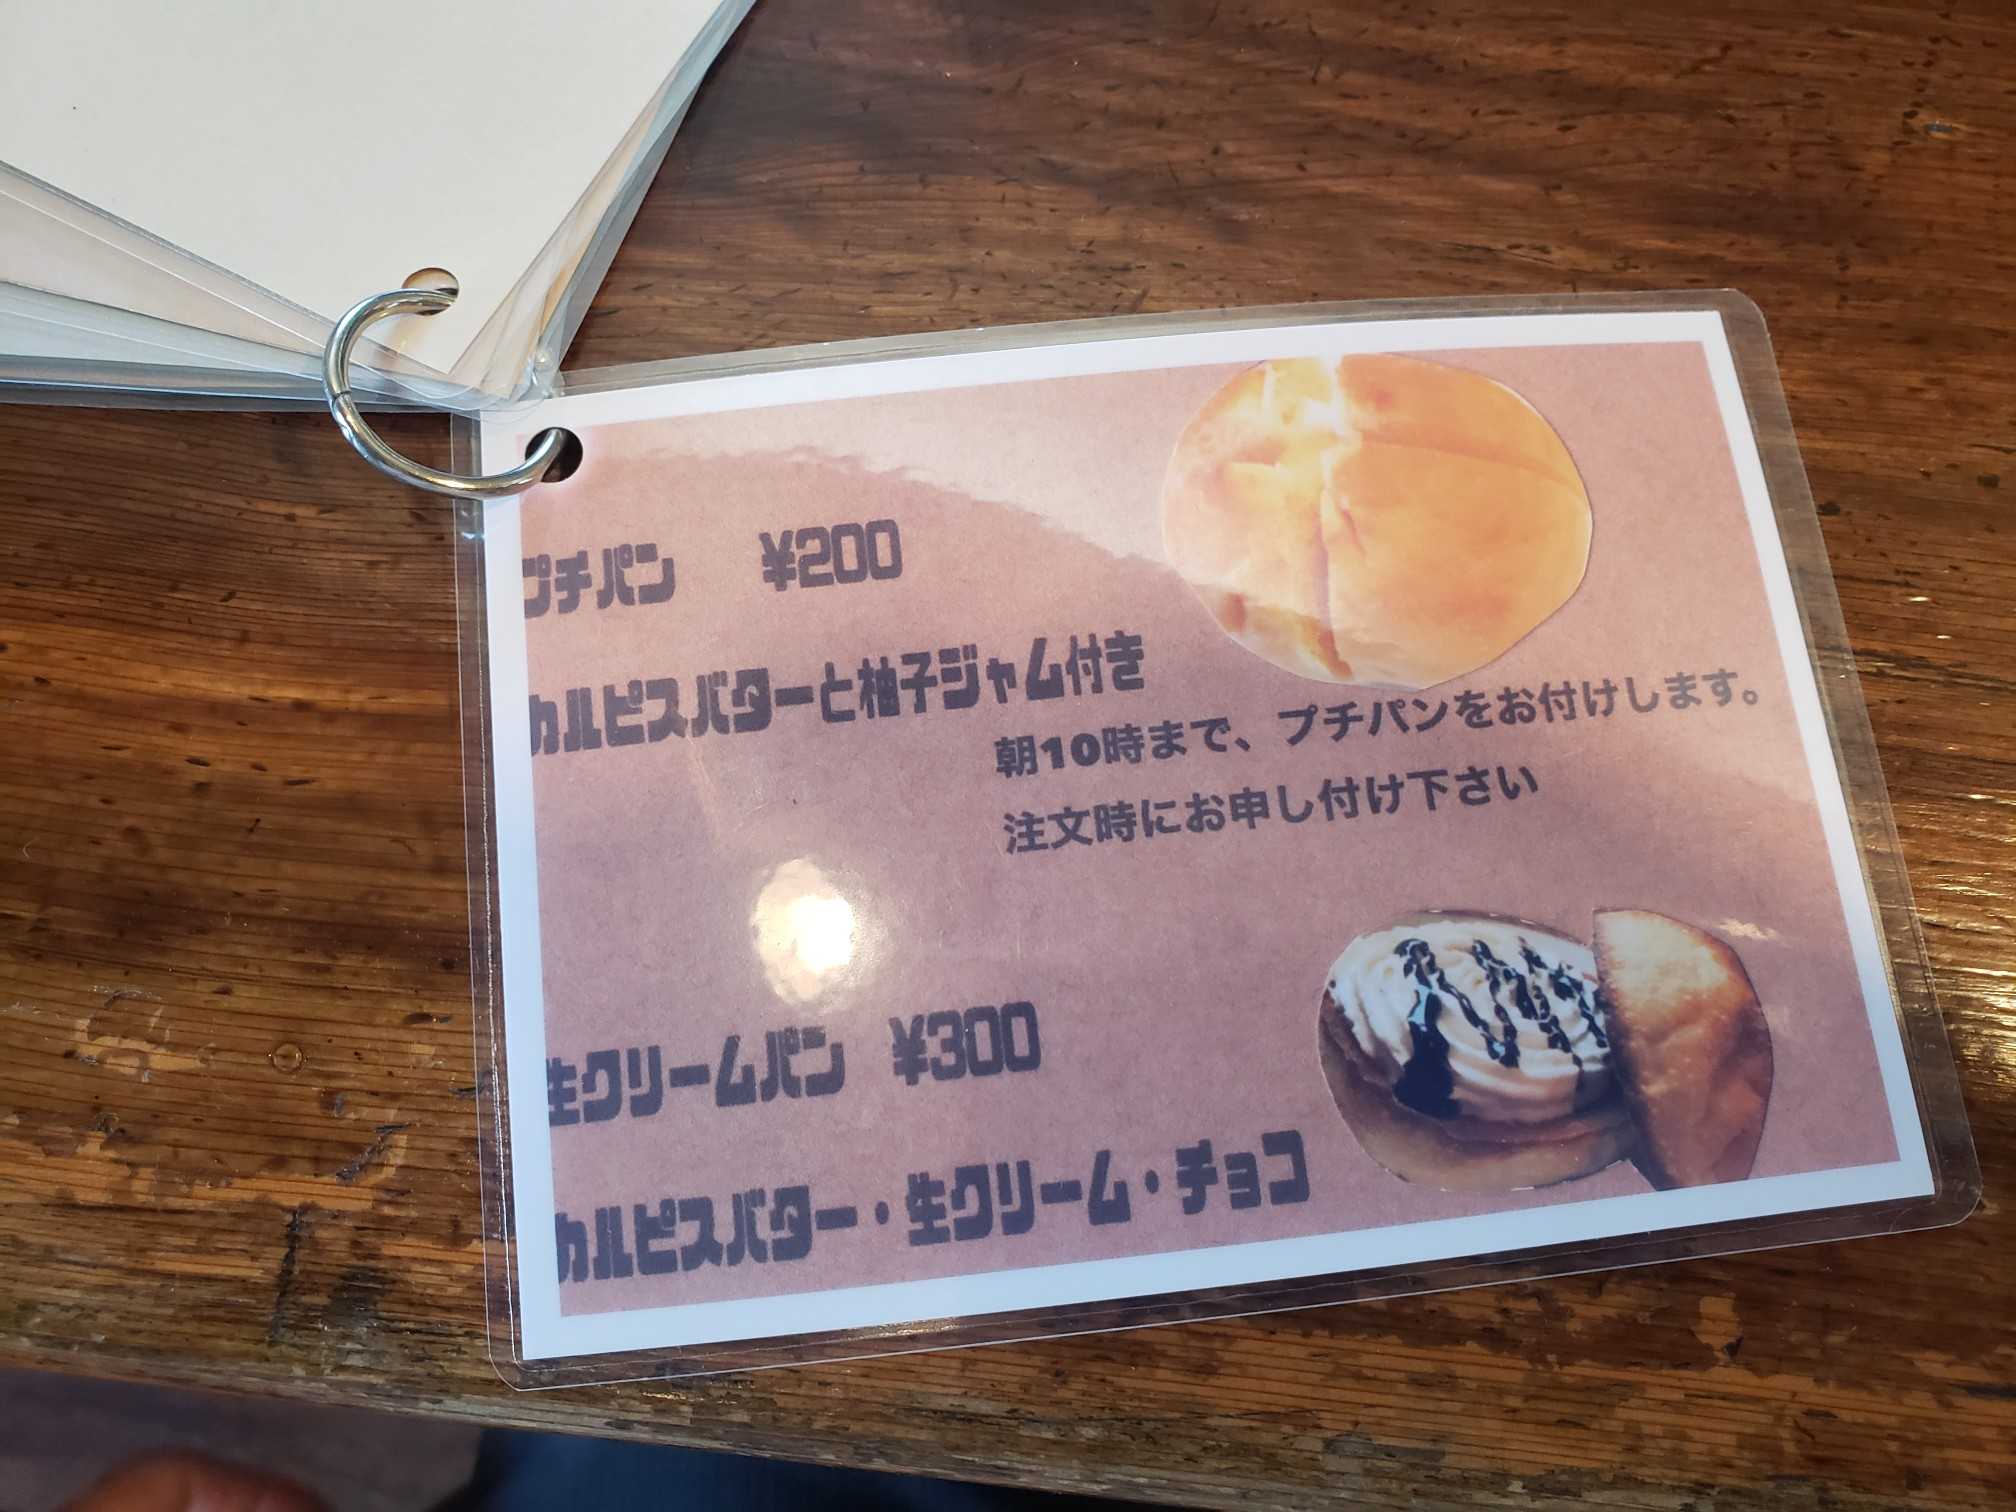 プチパン ¥200
カルピスバターと柚子ジャム付き
朝10時まで、プチパンをお付けします。
注文時にお申し付け下さい
生クリームパン ¥300
カルピスバター・生クリーム・チョコ